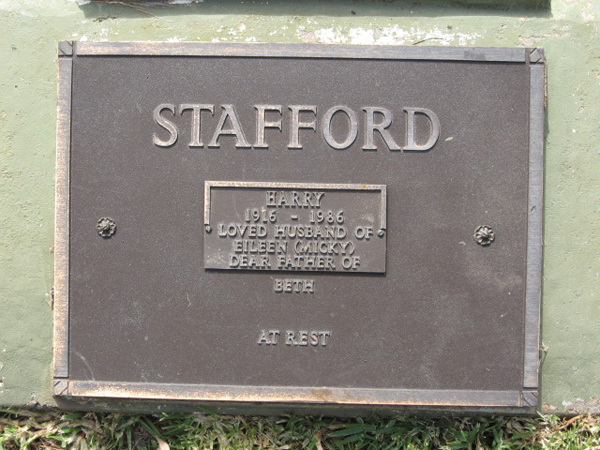 STAFFORD
HARRY
1916 - 1986
LOVED HUSBAND OF
EILEEN (MICKY)
DEAR FATHER OF
BETH
AT REST